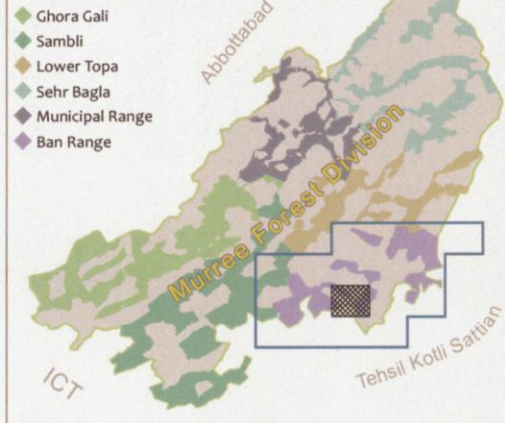 Ghora Gali
Sambli
Lower Topa
Sehr Bagla
Municipal Range
Ban Range
Abbottabad
Murree Forest Division
ICT
Tehsil Kotli Sattian